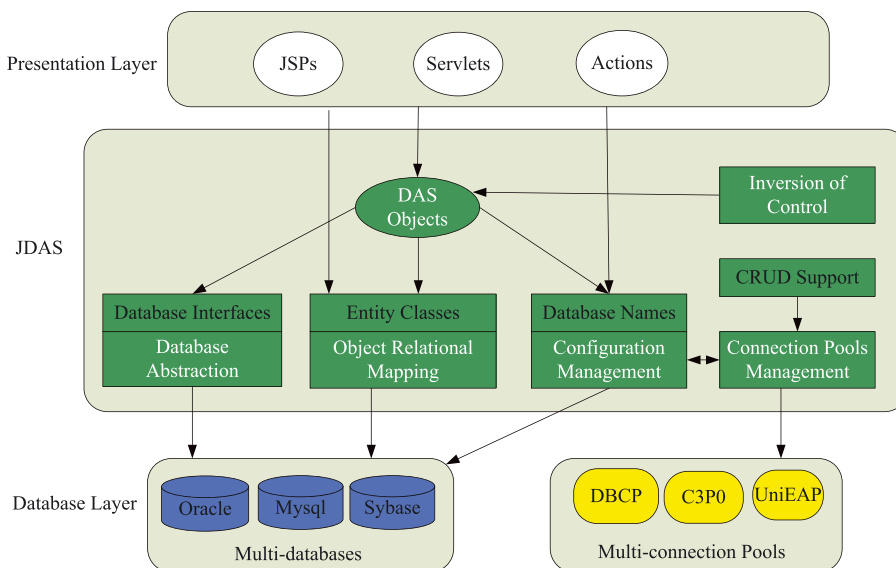 Presentation Layer
JSPs
Servlets
Actions
JDAS
DAS
Objects
Inversion of
Control
CRUD Support
Database Interfaces
Database
Abstraction
Entity Classes
Object Relational
Mapping
Database Names
Configuration
Management
Connection Pools
Management
Database Layer
Oracle
Mysql
Sybase
Multi-databases
DBCP
C3P0
UniEAP
Multi-connection Pools